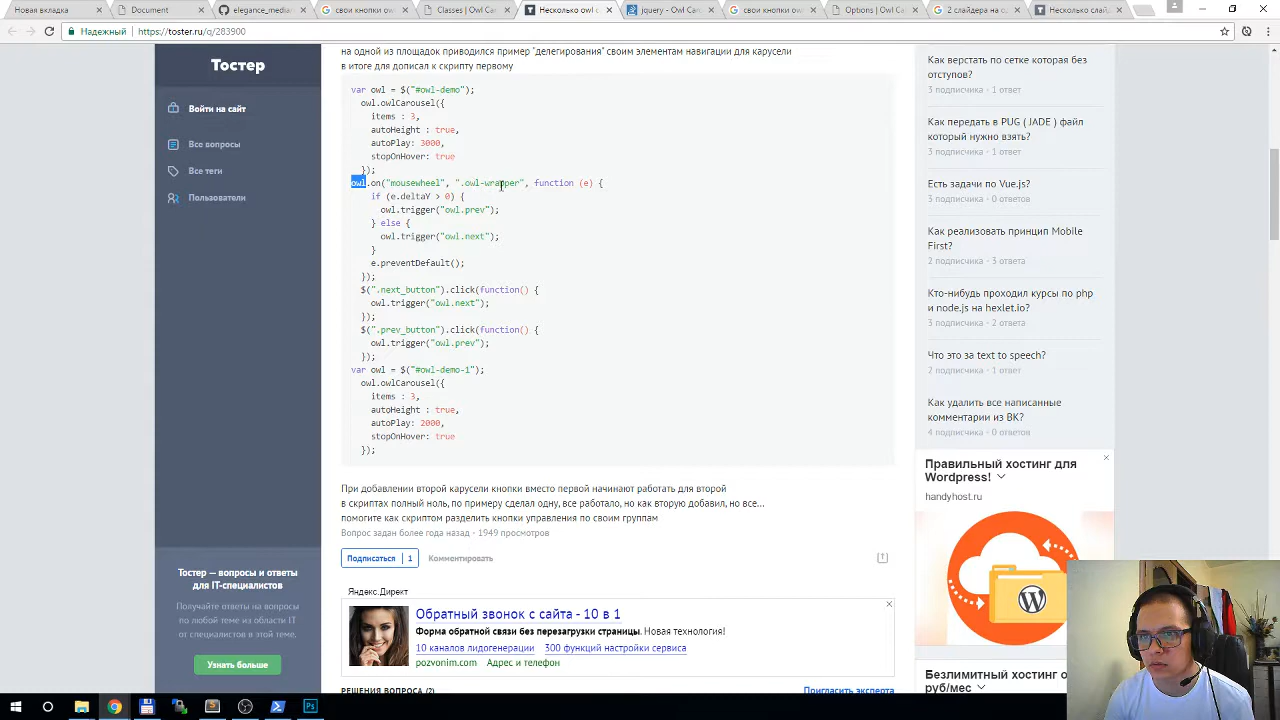 Новая вкладка
Document
elegran-media.
свои кнопки on
Classes | Owl Car
Несколько owl c
jquery - Owl Caro
свои кнопки on
Options | Owl Ca
2 слайдера на с
Несколько слай
Надежный
https://toster.ru/q/283900
Тостер
Войти на сайт
Все вопросы
Все теги
Пользователи
Тостер — вопросы и ответы
для IT-специалистов
Получайте ответы на вопросы
по любой теме из области IT
от специалистов в этой теме.
Узнать больше
на одной из площадок приводился пример "делегирования" своим элементам навигации для карусели
в итоге для дописал к скрипту первому
var owl = $("#owl-demo");
owl.owlCarousel({
items : 3,
autoHeight : true,
autoPlay: 3000,
stopOnHover: true
});
owl.on("mousewheel", ".owl-wrapper", function (e) {
if (e.deltaY > 0) {
owl.trigger("owl.prev");
} else {
owl.trigger("owl.next");
}
e.preventDefault();
});
$(".next_button").click(function() {
owl.trigger("owl.next");
});
$(".prev_button").click(function() {
owl.trigger("owl.prev");
});
var owl = $("#owl-demo-1");
owl.owlCarousel({
items : 3,
autoHeight : true,
autoPlay: 2000,
stopOnHover: true
});
При добавлении второй карусели кнопки вместо первой начинают работать для второй
в скриптах полный ноль, по примеру сделал одну, все работало, но как вторую добавил, но все...
помогите как скриптом разделить кнопки управления по своим группам
Вопрос задан более года назад · 1949 просмотров
Подписаться 1
Комментировать
Яндекс.Директ
Обратный звонок с сайта - 10 в 1
Форма обратной связи без перезагрузки страницы. Новая технология!
10 каналов лидогенерации 300 функций настройки сервиса
pozvonim.com Адрес и телефон
РЕШЕНИЯ ВОПРОСА (2)
Пригласить эксперта
Как верстать по сетке которая без
отступов?
3 подписчика · 1 ответ
Как передать в PUG ( JADE ) файл
который нужно взять?
3 подписчика · 1 ответ
Есть задачи по Vue.js?
3 подписчика · 0 ответов
Как реализовать принцип Mobile
First?
2 подписчика · 3 ответа
Кто-нибудь проходил курсы по php
и node.js на hexlet.io?
3 подписчика · 2 ответа
Что это за text to speech?
2 подписчика · 1 ответ
Как удалить все написанные
комментарии из ВК?
4 подписчика · 0 ответов
Правильный хостинг для
Wordpress!
handyhost.ru
Безлимитный хостинг о
руб/мес